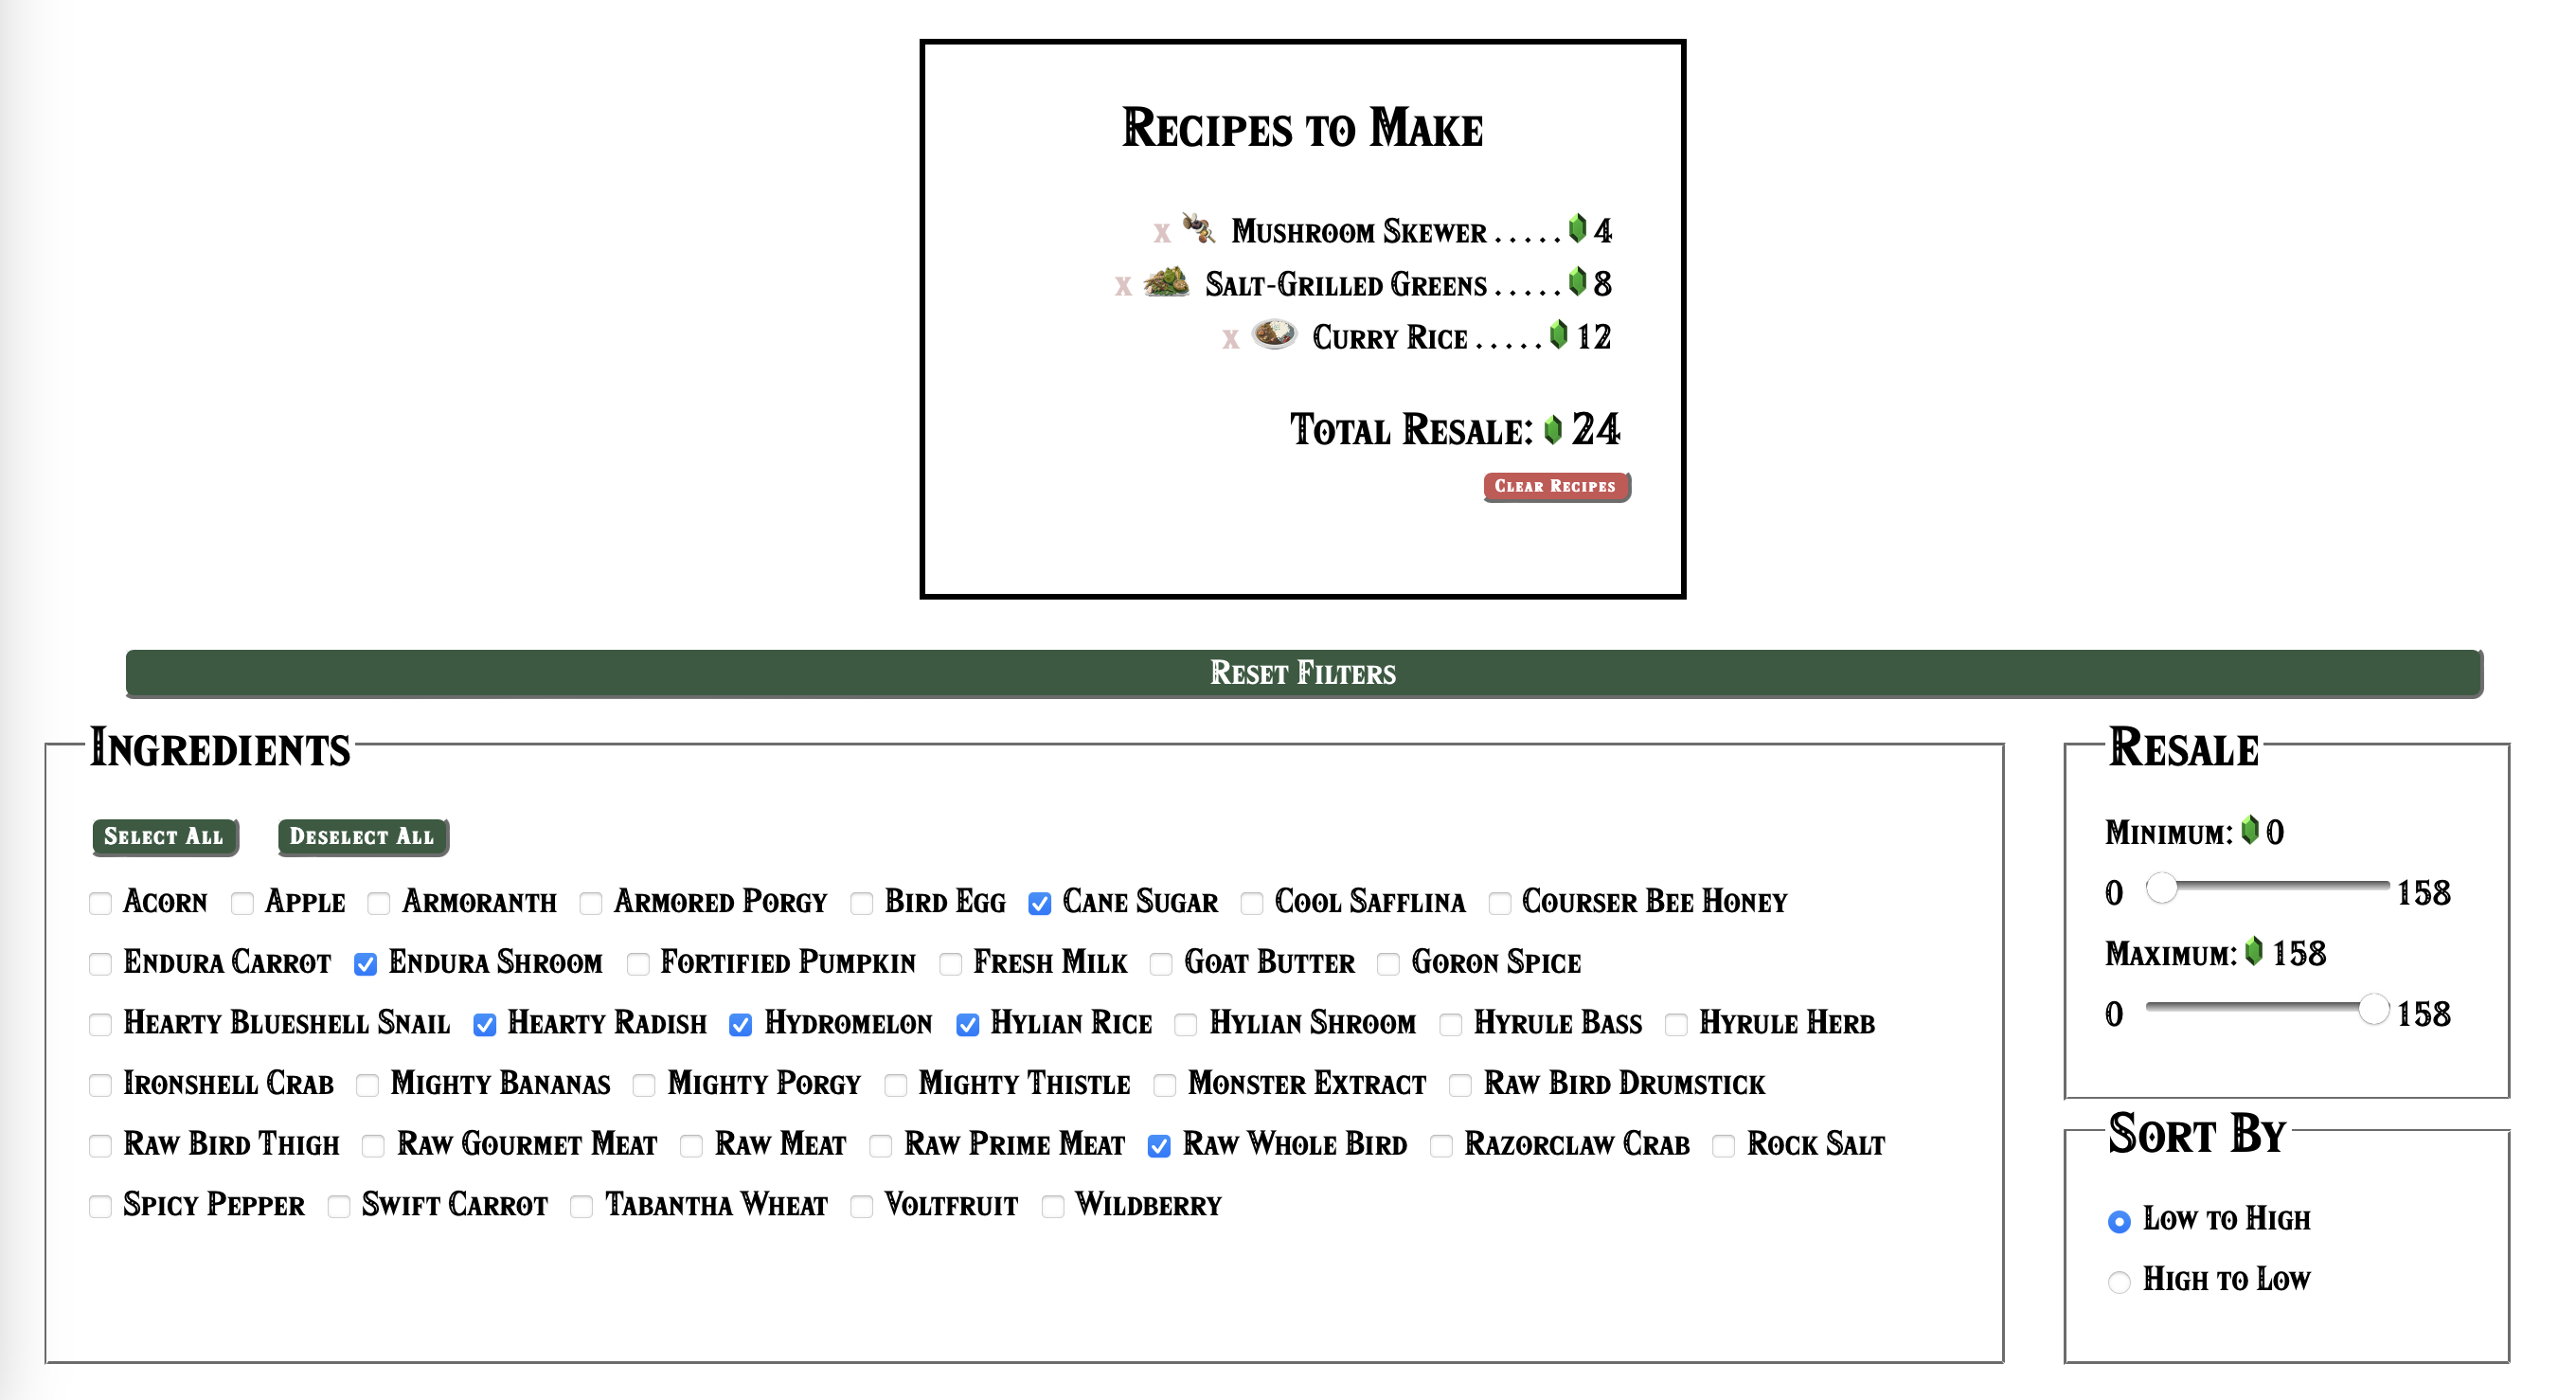 Recipes to Make
x Mushroom Skewer.....4
x Salt-Grilled Greens.....8
x Curry Rice.....12
Total Resale: 24
Clear Recipes
Reset Filters
Ingredients
Select All Deselect All
Acorn Apple Armoranth Armored Porgy Bird Egg Cane Sugar Cool Safflina Courser Bee Honey
Endura Carrot Endura Shroom Fortified Pumpkin Fresh Milk Goat Butter Goron Spice
Hearty Blueshell Snail Hearty Radish Hydromelon Hylian Rice Hylian Shroom Hyrule Bass Hyrule Herb
Ironshell Crab Mighty Bananas Mighty Porgy Mighty Thistle Monster Extract Raw Bird Drumstick
Raw Bird Thigh Raw Gourmet Meat Raw Meat Raw Prime Meat Raw Whole Bird Razorclaw Crab Rock Salt
Spicy Pepper Swift Carrot Tabantha Wheat Voltfruit Wildberry
Resale
Minimum: 0
0 158
Maximum: 158
0 158
Sort By
Low to High
High to Low